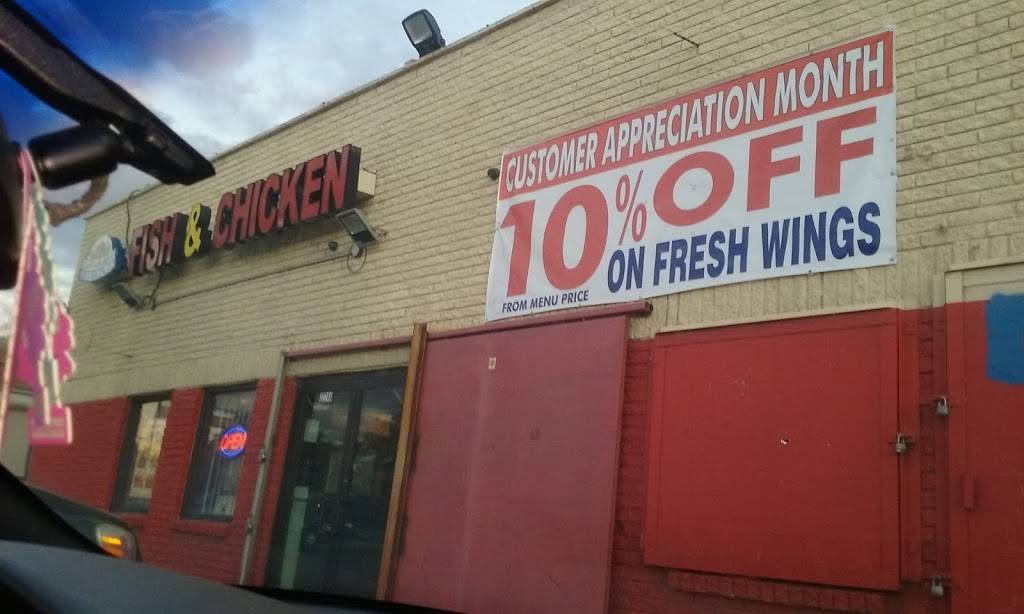 FISH & CHICKEN
CUSTOMER APPRECIATION MONTH
10% OFF
ON FRESH WINGS
FROM MENU PRICE
OPEN